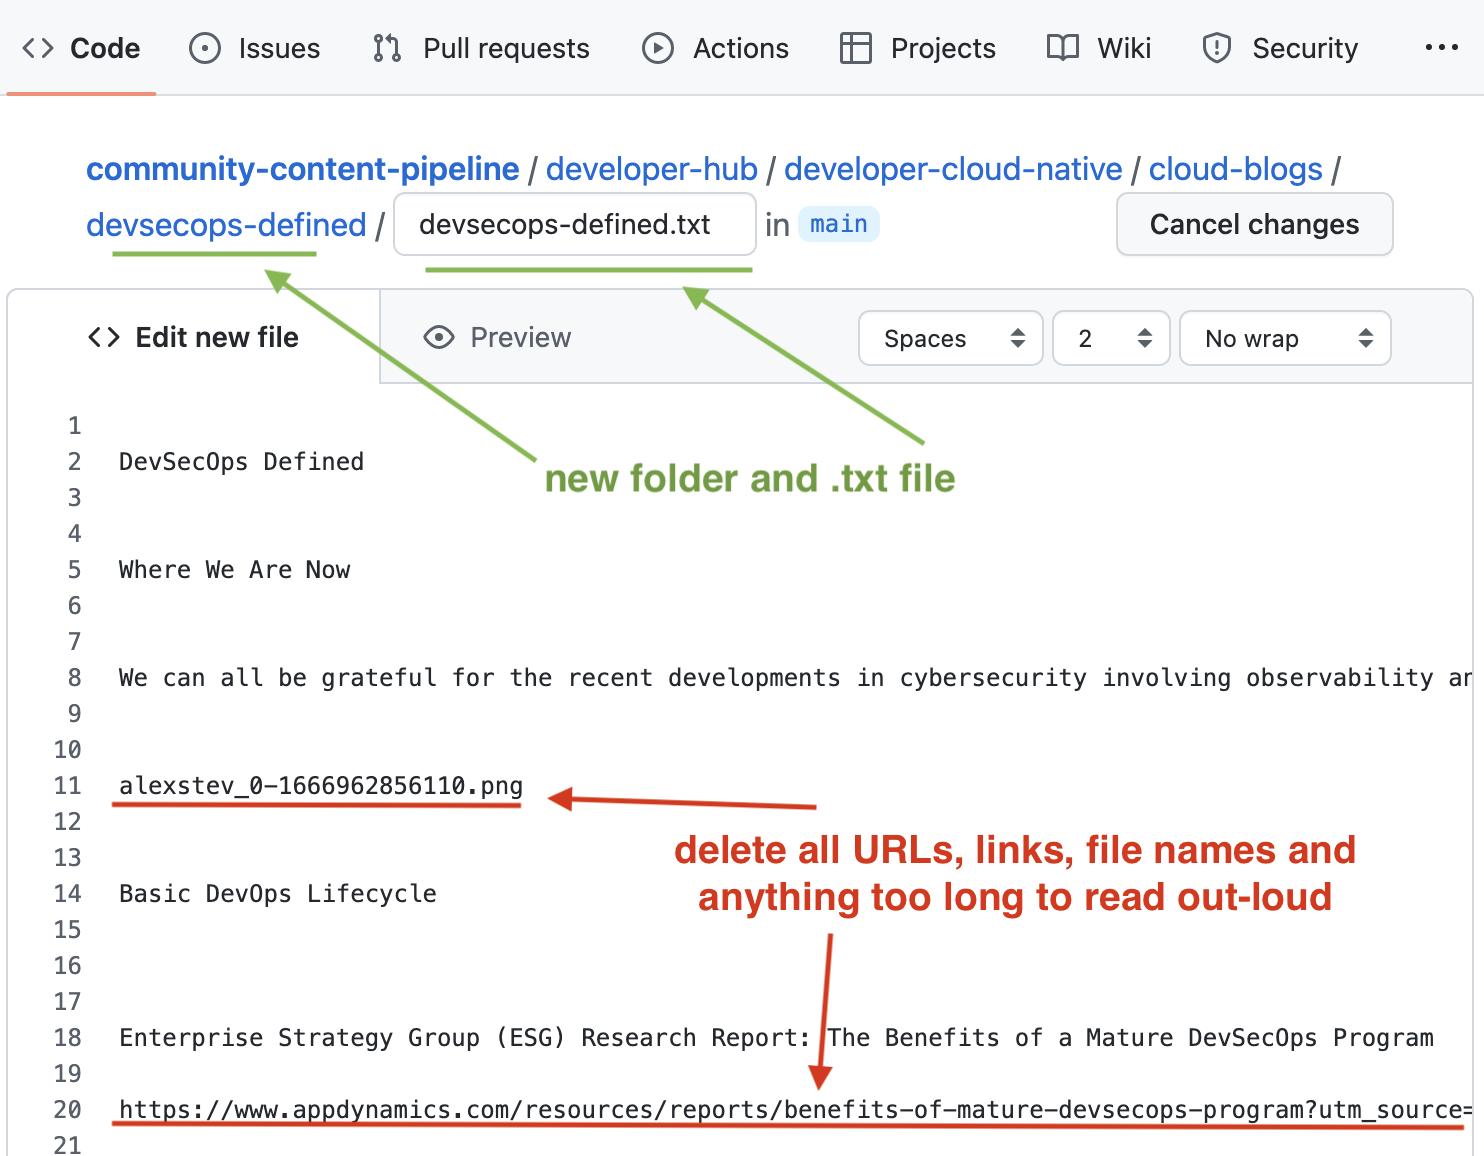 Code Issues Pull requests Actions Projects Wiki Security ...
community-content-pipeline / developer-hub / developer-cloud-native / cloud-blogs /
devsecops-defined / devsecops-defined.txt in main Cancel changes
Edit new file Preview Spaces 2 No wrap
1
2 DevSecOps Defined
new folder and .txt file
3
4
5 Where We Are Now
6
7
8 We can all be grateful for the recent developments in cybersecurity involving observability an
9
10
11 alexstev_0-1666962856110.png
12
delete all URLs, links, file names and
anything too long to read out-loud
13
14 Basic DevOps Lifecycle
15
16
17
18 Enterprise Strategy Group (ESG) Research Report: The Benefits of a Mature DevSecOps Program
19
20 https://www.appdynamics.com/resources/reports/benefits-of-mature-devsecops-program?utm_source=
21